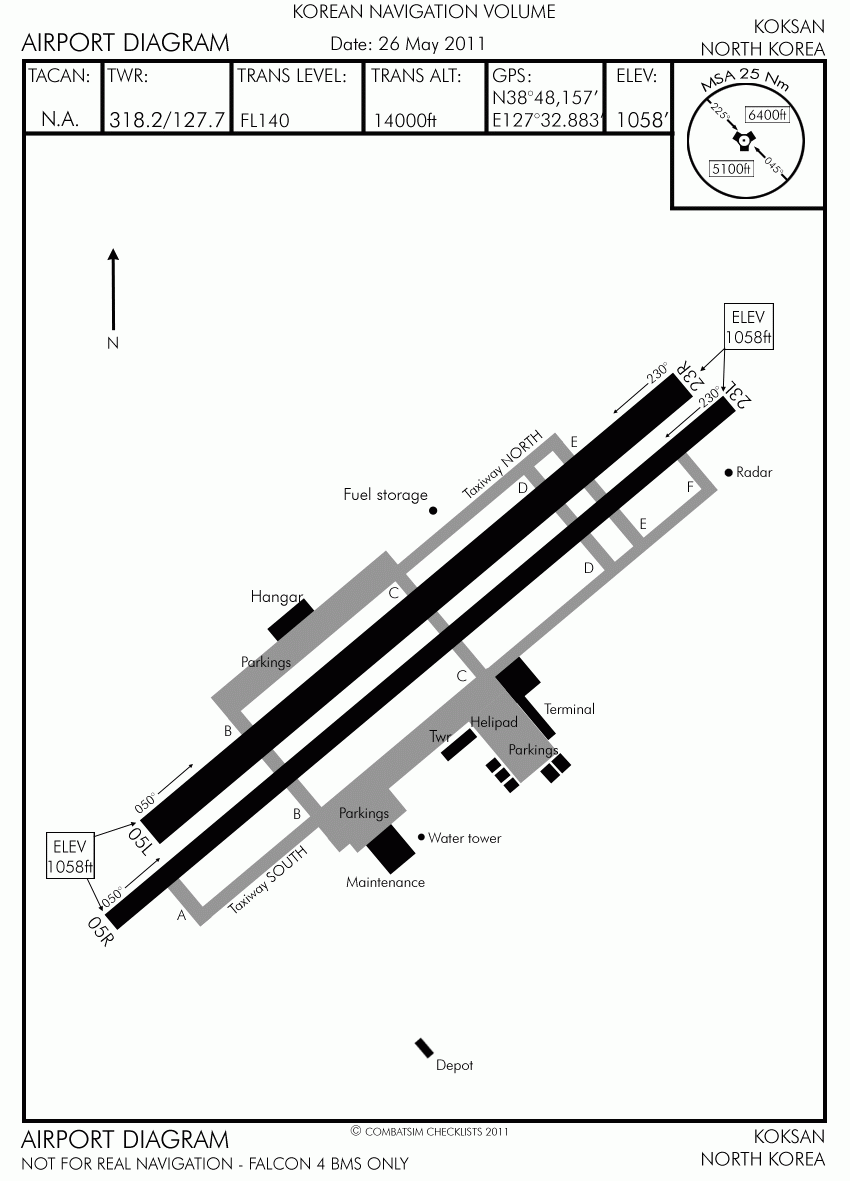 KOREAN NAVIGATION VOLUME
AIRPORT DIAGRAM
Date: 26 May 2011
KOKSAN
NORTH KOREA
TACAN:
N.A.
TWR:
318.2/127.7
TRANS LEVEL:
FL140
TRANS ALT:
14000ft
GPS:
N38°48,157'
E127°32.883'
ELEV:
1058'
MSA 25 Nm
225°
6400ft
5100ft
045°
N
ELEV
1058ft
230°
23R
230°
23L
Taxiway NORTH
E
D
Radar
F
Fuel storage
E
D
C
Hangar
Parkings
C
Terminal
B
Helipad
Twr
Parkings
050°
05L
B
Parkings
ELEV
1058ft
Water tower
Maintenance
050°
Taxiway SOUTH
A
05R
Depot
© COMBATSIM CHECKLISTS 2011
AIRPORT DIAGRAM
NOT FOR REAL NAVIGATION - FALCON 4 BMS ONLY
KOKSAN
NORTH KOREA